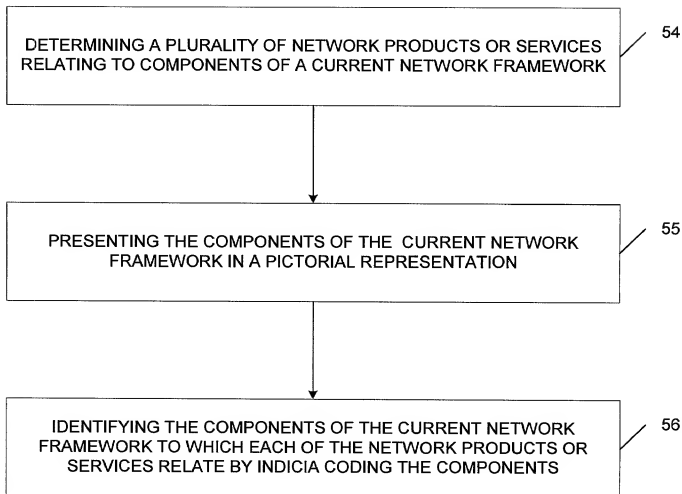 DETERMINING A PLURALITY OF NETWORK PRODUCTS OR SERVICES
RELATING TO COMPONENTS OF A CURRENT NETWORK FRAMEWORK
54
PRESENTING THE COMPONENTS OF THE CURRENT NETWORK
FRAMEWORK IN A PICTORIAL REPRESENTATION
55
IDENTIFYING THE COMPONENTS OF THE CURRENT NETWORK
FRAMEWORK TO WHICH EACH OF THE NETWORK PRODUCTS OR
SERVICES RELATE BY INDICIA CODING THE COMPONENTS
56